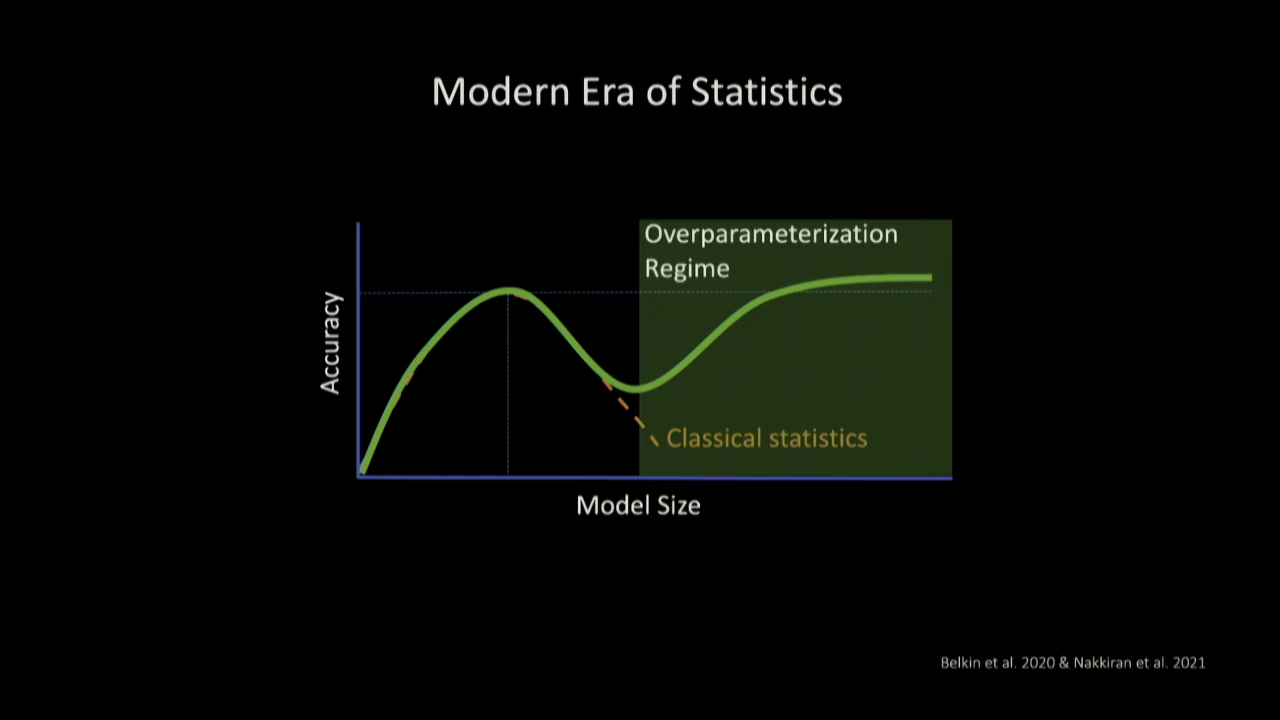 Modern Era of Statistics
Overparameterization
Regime
Accuracy
Classical statistics
Model Size
Belkin et al. 2020 & Nakkiran et al. 2021